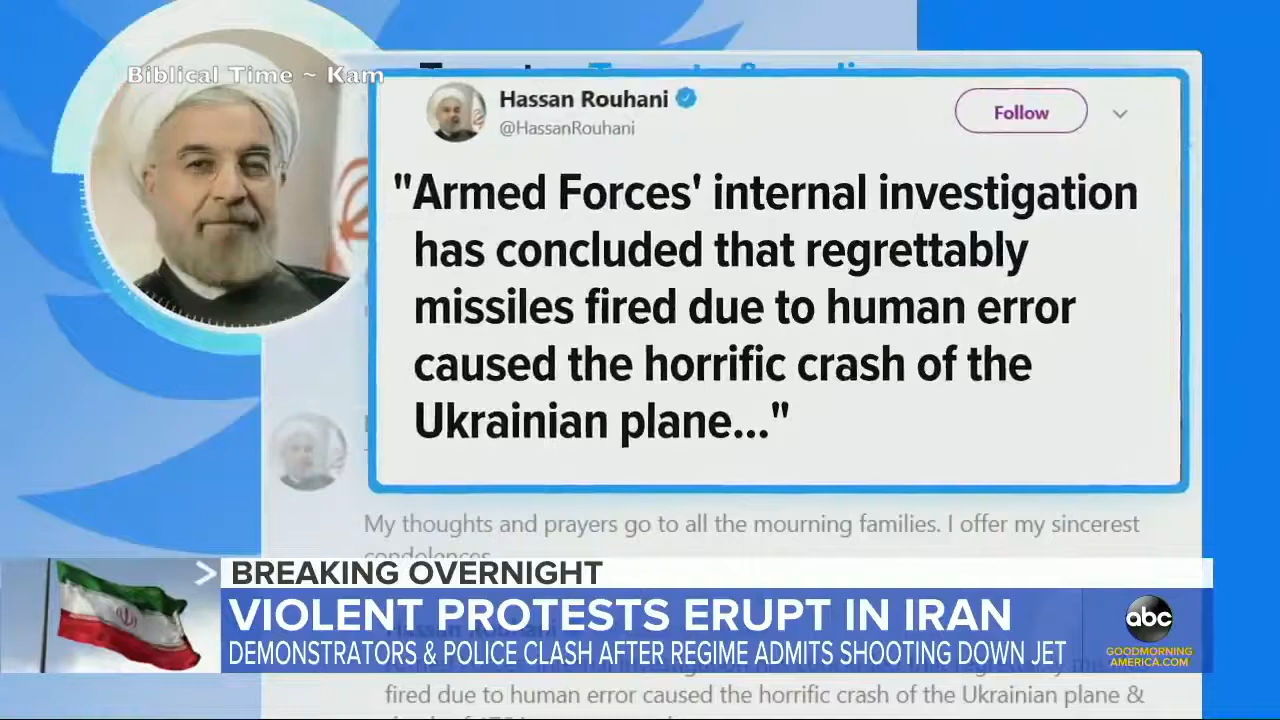 Biblical Time ~ Kam
Hassan Rouhani
@HassanRouhani
Follow
"Armed Forces' internal investigation
has concluded that regrettably
missiles fired due to human error
caused the horrific crash of the
Ukrainian plane..."
My thoughts and prayers go to all the mourning families. I offer my sincerest
condolences
BREAKING OVERNIGHT
VIOLENT PROTESTS ERUPT IN IRAN
DEMONSTRATORS & POLICE CLASH AFTER REGIME ADMITS SHOOTING DOWN JET
abc
GOODMORNING
AMERICA.COM
fired due to human error caused the horrific crash of the Ukrainian plane &